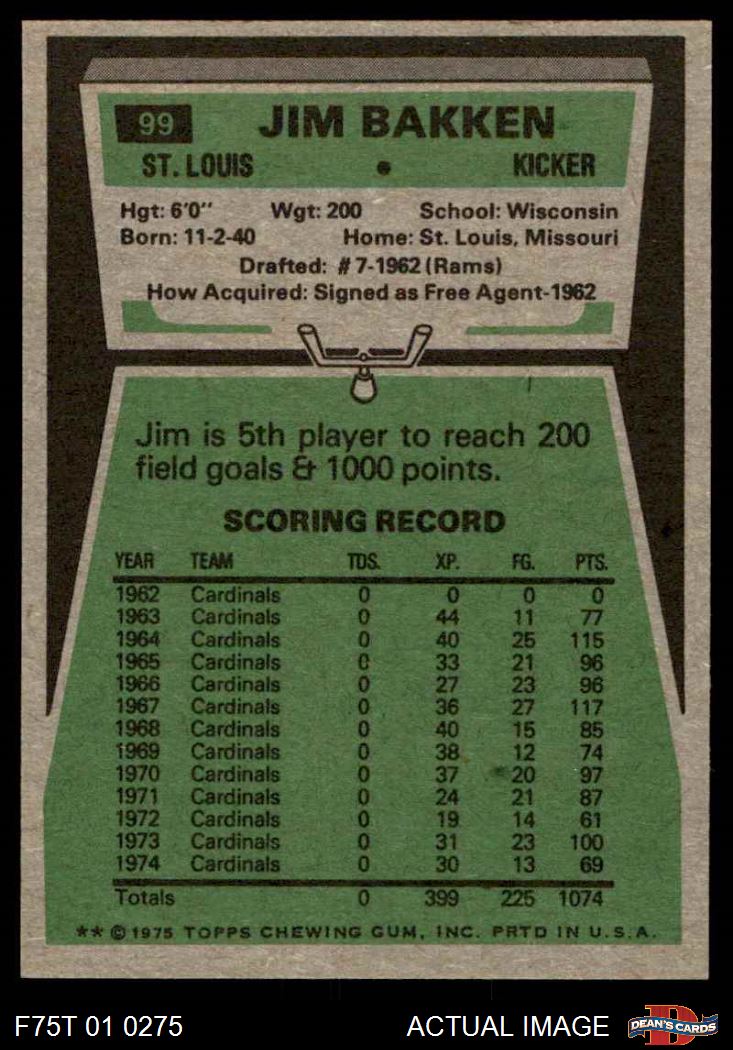 99 JIM BAKKEN
ST. LOUIS • KICKER
Hgt: 6'0" Wgt: 200 School: Wisconsin
Born: 11-2-40 Home: St. Louis, Missouri
Drafted: #7-1962 (Rams)
How Acquired: Signed as Free Agent-1962
Jim is 5th player to reach 200
field goals & 1000 points.
SCORING RECORD
YEAR TEAM TDS. XP. FG. PTS.
1962 Cardinals 0 0 0 0
1963 Cardinals 0 44 11 77
1964 Cardinals 0 40 25 115
1965 Cardinals 0 33 21 96
1966 Cardinals 0 27 23 96
1967 Cardinals 0 36 27 117
1968 Cardinals 0 40 15 85
1969 Cardinals 0 38 12 74
1970 Cardinals 0 37 20 97
1971 Cardinals 0 24 21 87
1972 Cardinals 0 19 14 61
1973 Cardinals 0 31 23 100
1974 Cardinals 0 30 13 69
Totals 0 399 225 1074
** © 1975 TOPPS CHEWING GUM, INC. PRTD IN U.S.A.
F75T 01 0275 ACTUAL IMAGE D DEAN'S CARDS